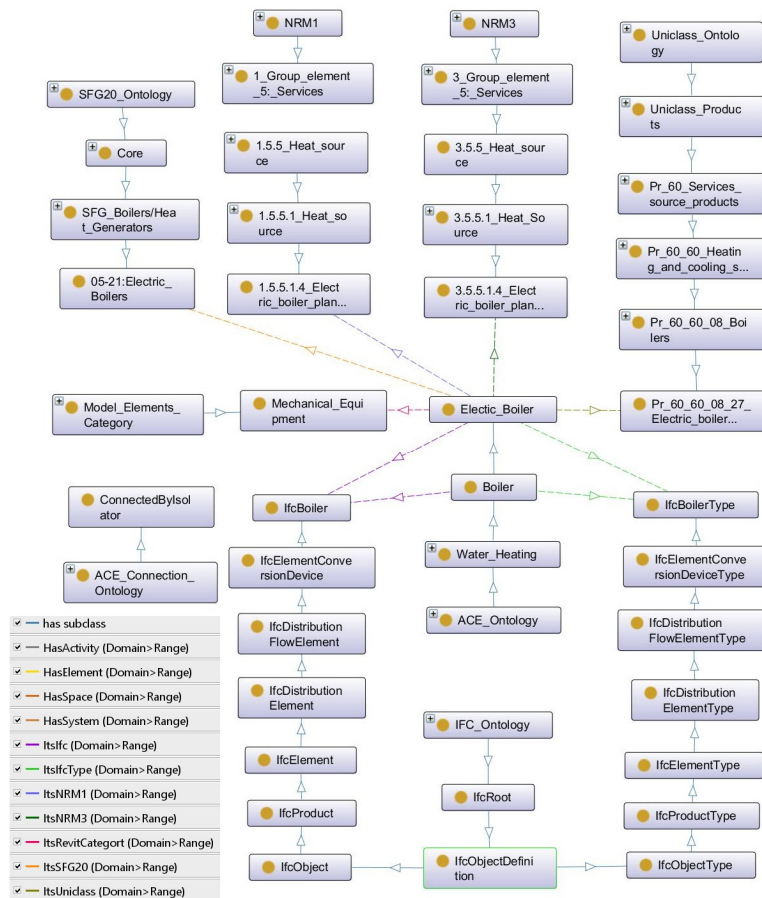 NRM1
NRM3
Uniclass_Ontolo
gy
SFG20_Ontology
1_Group_element
_5:_Services
3_Group_element
_5:_Services
Uniclass_Produc
ts
Core
1.5.5_Heat_sour
ce
3.5.5_Heat_sour
ce
Pr_60_Services_
source_products
SFG_Boilers/Hea
t_Generators
1.5.5.1_Heat_so
urce
3.5.5.1_Heat_So
urce
Pr_60_60_Heatin
g_and_cooling_s...
05-21:Electric_
Boilers
1.5.5.1.4_Elect
ric_boiler_plan...
3.5.5.1.4_Elect
ric_boiler_plan...
Pr_60_60_08_Boi
lers
Model_Elements_
Category
Mechanical_Equi
pment
Electic_Boiler
Pr_60_60_08_27_
Electric_boiler...
ConnectedByIsol
ator
IfcBoiler
Boiler
IfcBoilerType
ACE_Connection_
Ontology
IfcElementConve
rsionDevice
Water_Heating
IfcElementConve
rsionDeviceType
IfcDistribution
FlowElement
ACE_Ontology
IfcDistribution
FlowElementType
IfcDistribution
Element
IFC_Ontology
IfcDistribution
ElementType
IfcElement
IfcRoot
IfcElementType
IfcProduct
IfcProductType
IfcObject
IfcObjectDefini
tion
IfcObjectType
has subclass
HasActivity (Domain>Range)
HasElement (Domain>Range)
HasSpace (Domain>Range)
HasSystem (Domain>Range)
ItsIfc (Domain>Range)
ItsIfcType (Domain>Range)
ItsNRM1 (Domain>Range)
ItsNRM3 (Domain>Range)
ItsRevitCategort (Domain>Range)
ItsSFG20 (Domain>Range)
ItsUniclass (Domain>Range)